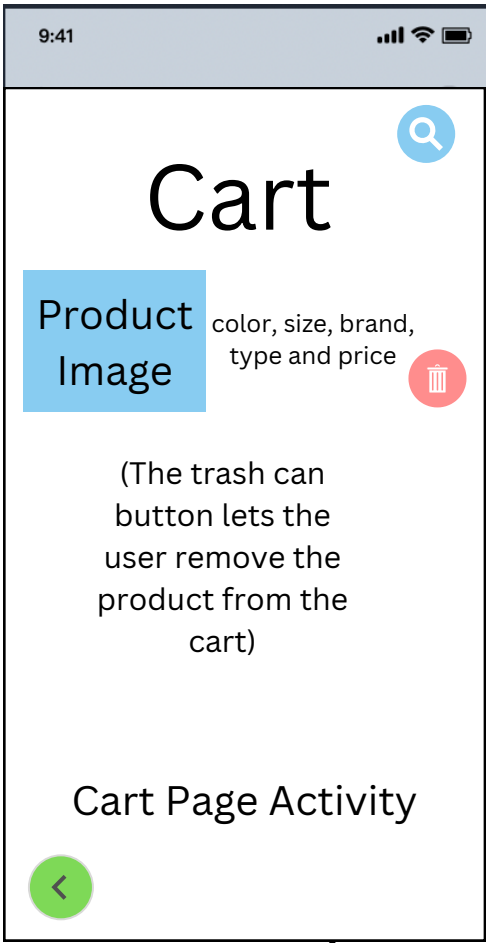 9:41
Cart
Product
Image
color, size, brand,
type and price
(The trash can
button lets the
user remove the
product from the
cart)
Cart Page Activity